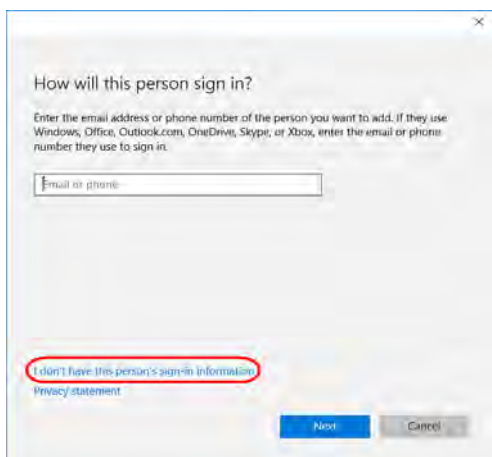 How will this person sign in?
Enter the email address or phone number of the person you want to add. If they use
Windows, Office, Outlook.com, OneDrive, Skype, or Xbox, enter the email or phone
number they use to sign in.
Email or phone
I don't have this person's sign-in information
Privacy statement
Next
Cancel